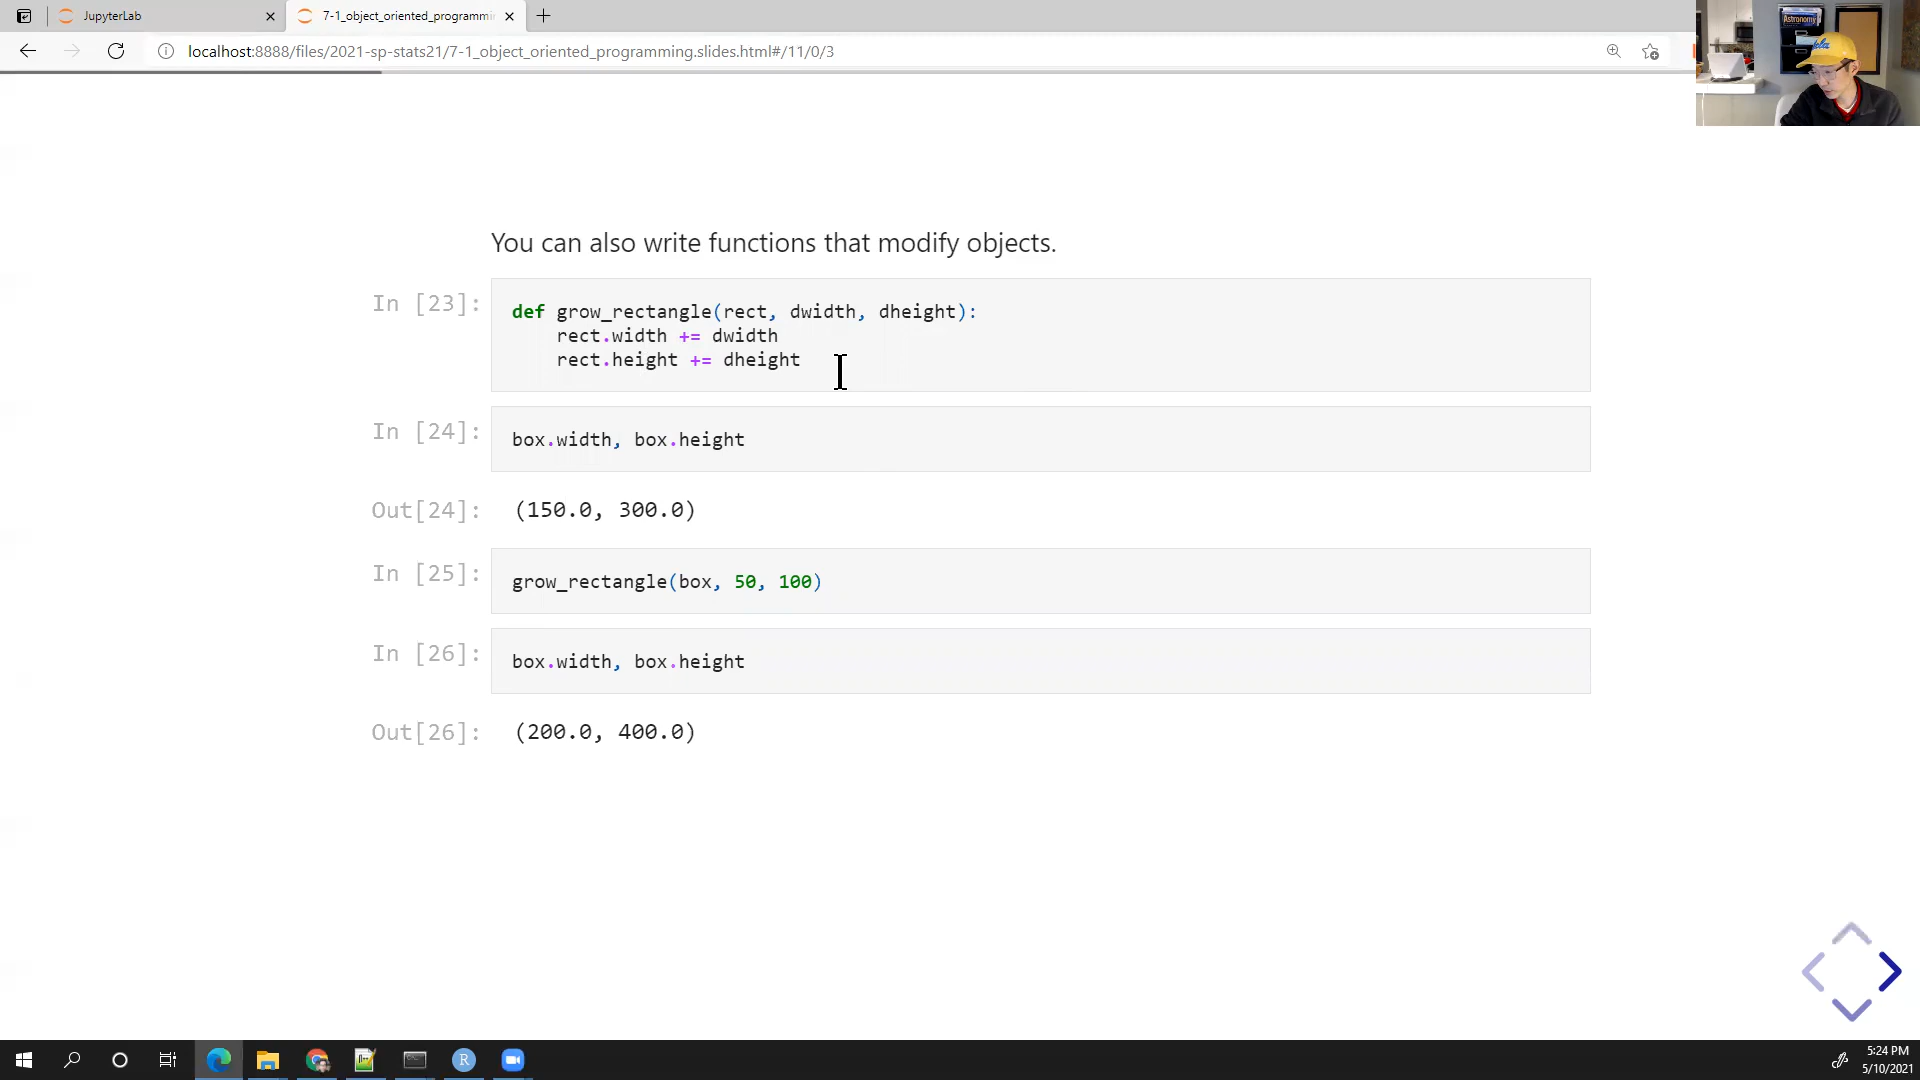 JupyterLab
7-1_object_oriented_programmi
localhost:8888/files/2021-sp-stats21/7-1_object_oriented_programming.slides.html#/11/0/3
Astronomy
You can also write functions that modify objects.
In [23]:
def grow_rectangle(rect, dwidth, dheight):
    rect.width += dwidth
    rect.height += dheight
In [24]:
box.width, box.height
Out[24]:
(150.0, 300.0)
In [25]:
grow_rectangle(box, 50, 100)
In [26]:
box.width, box.height
Out[26]:
(200.0, 400.0)
R
5:24 PM
5/10/2021